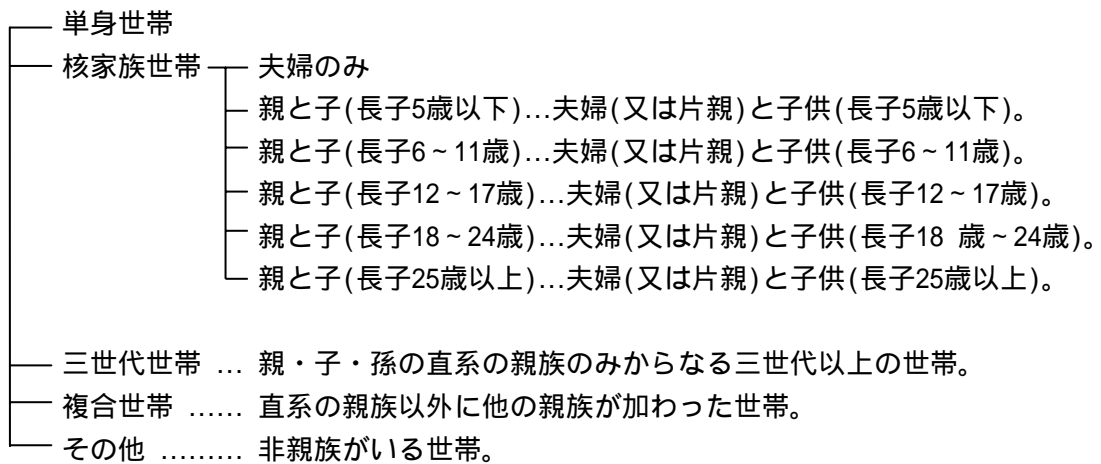 単身世帯
核家族世帯 夫婦のみ
親と子(長子5歳以下)…夫婦(又は片親)と子供(長子5歳以下)。
親と子(長子6~11歳)…夫婦(又は片親)と子供(長子6~11歳)。
親と子(長子12~17歳)…夫婦(又は片親)と子供(長子12~17歳)。
親と子(長子18~24歳)…夫婦(又は片親)と子供(長子18 歳~24歳)。
親と子(長子25歳以上)…夫婦(又は片親)と子供(長子25歳以上)。
三世代世帯 … 親・子・孫の直系の親族のみからなる三世代以上の世帯。
複合世帯 …… 直系の親族以外に他の親族が加わった世帯。
その他 ……… 非親族がいる世帯。